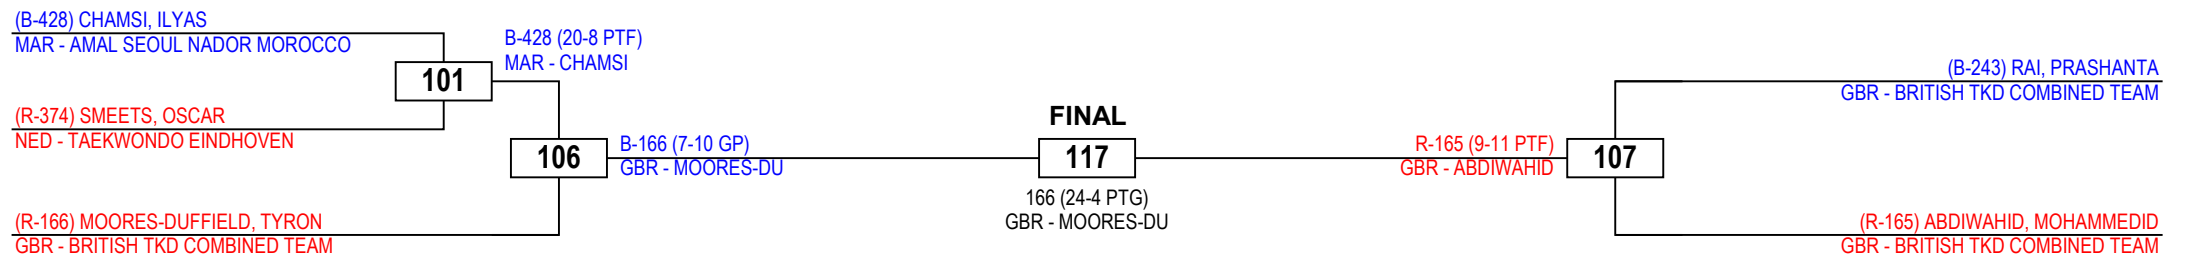 (B-428) CHAMSI, ILYAS
MAR - AMAL SEOUL NADOR MOROCCO
101
B-428 (20-8 PTF)
MAR - CHAMSI
(R-374) SMEETS, OSCAR
NED - TAEKWONDO EINDHOVEN
106
B-166 (7-10 GP)
GBR - MOORES-DU
(R-166) MOORES-DUFFIELD, TYRON
GBR - BRITISH TKD COMBINED TEAM
FINAL
117
166 (24-4 PTG)
GBR - MOORES-DU
R-165 (9-11 PTF)
GBR - ABDIWAHID
107
(B-243) RAI, PRASHANTA
GBR - BRITISH TKD COMBINED TEAM
(R-165) ABDIWAHID, MOHAMMEDID
GBR - BRITISH TKD COMBINED TEAM